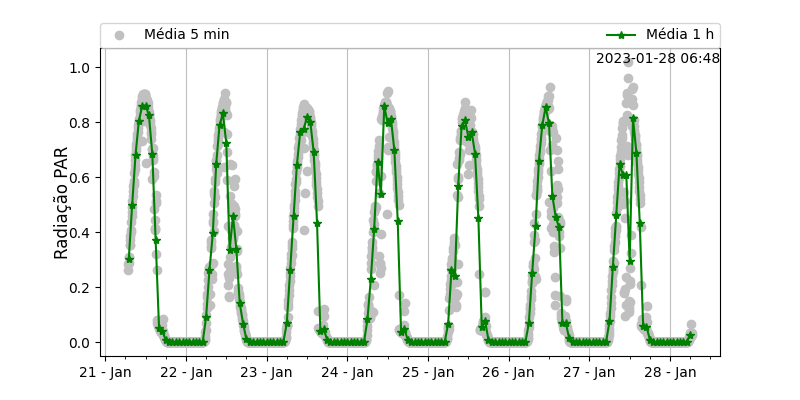 Média 5 min
Média 1 h
2023-01-28 06:48
Radiação PAR
1.0
0.8
0.6
0.4
0.2
0.0
21 - Jan
22 - Jan
23 - Jan
24 - Jan
25 - Jan
26 - Jan
27 - Jan
28 - Jan